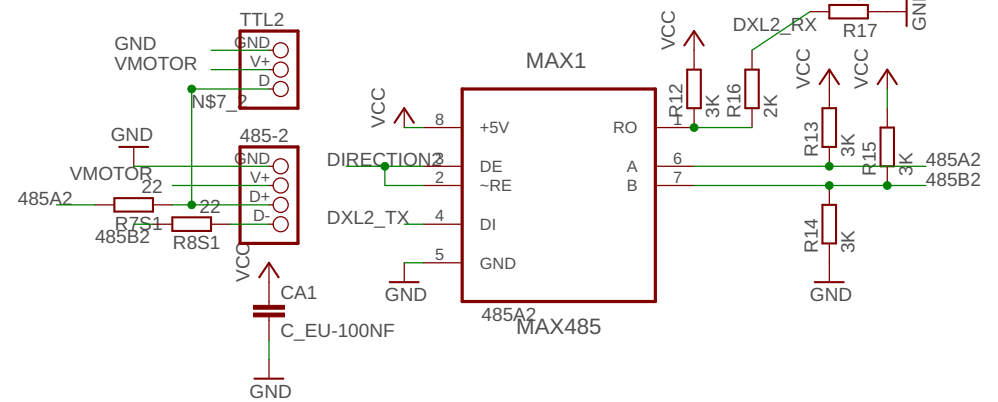 TTL2
GND
VMOTOR
GND
V+
D
N$7_2
485-2
GND
VMOTOR
GND
V+
D+
D-
485A2
22
R7S1
485B2
22
R8S1
VCC
CA1
C_EU-100NF
GND
MAX1
VCC
8
+5V
DIRECTION2
3
DE
2
~RE
DXL2_TX
4
DI
5
GND
GND
485A2
MAX485
RO
1
A
6
B
7
VCC
R12
3K
R16
2K
DXL2_RX
R17
GND
VCC
R13
3K
VCC
R15
3K
485A2
485B2
R14
3K
GND